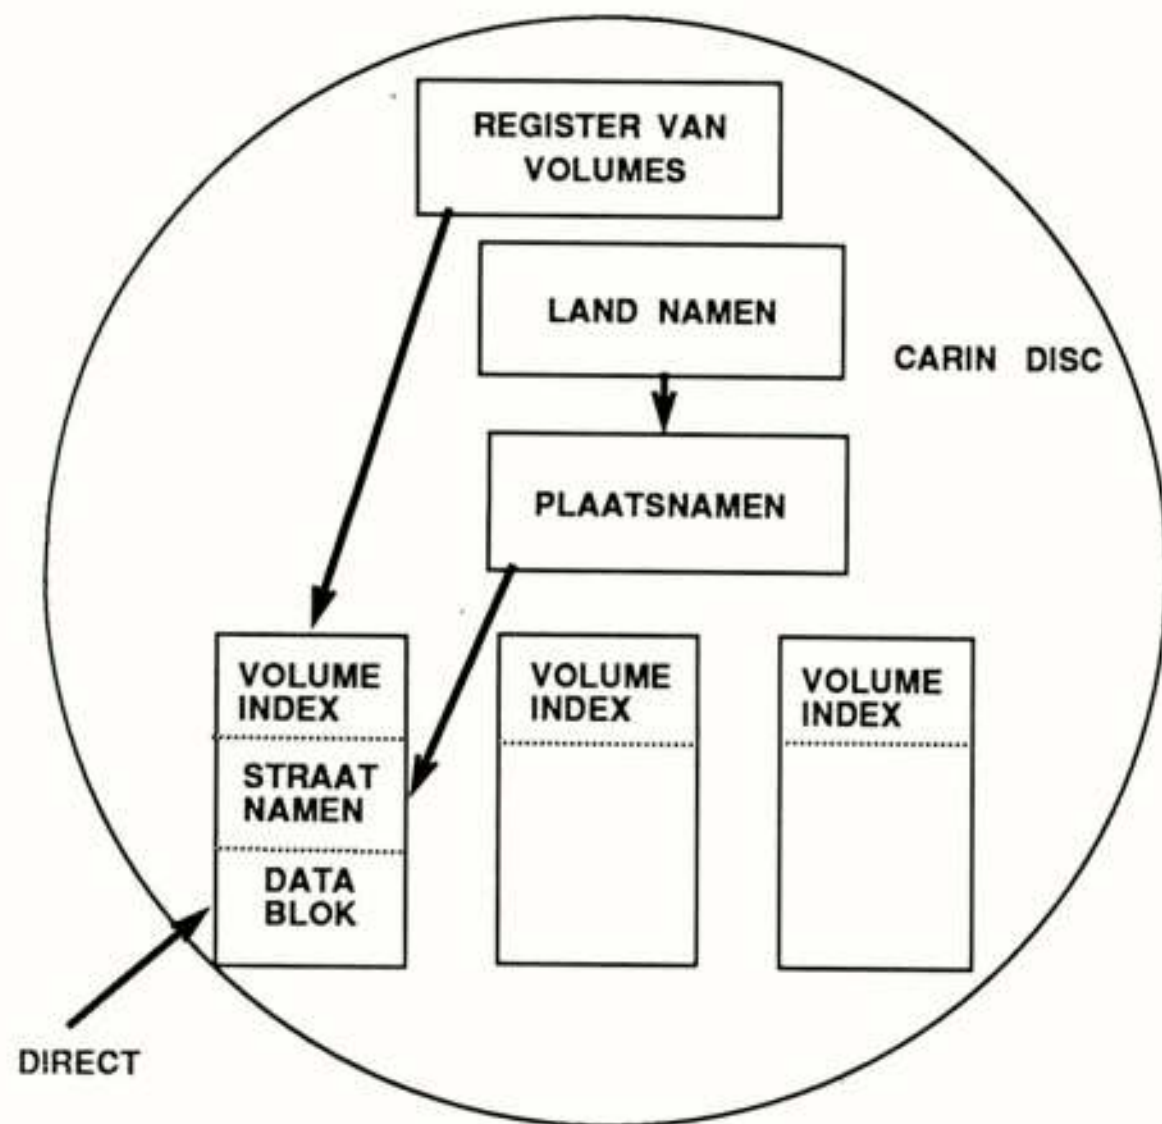 REGISTER VAN
VOLUMES
LAND NAMEN
CARIN DISC
PLAATSNAMEN
VOLUME
INDEX
STRAAT
NAMEN
DATA
BLOK
VOLUME
INDEX
VOLUME
INDEX
DIRECT